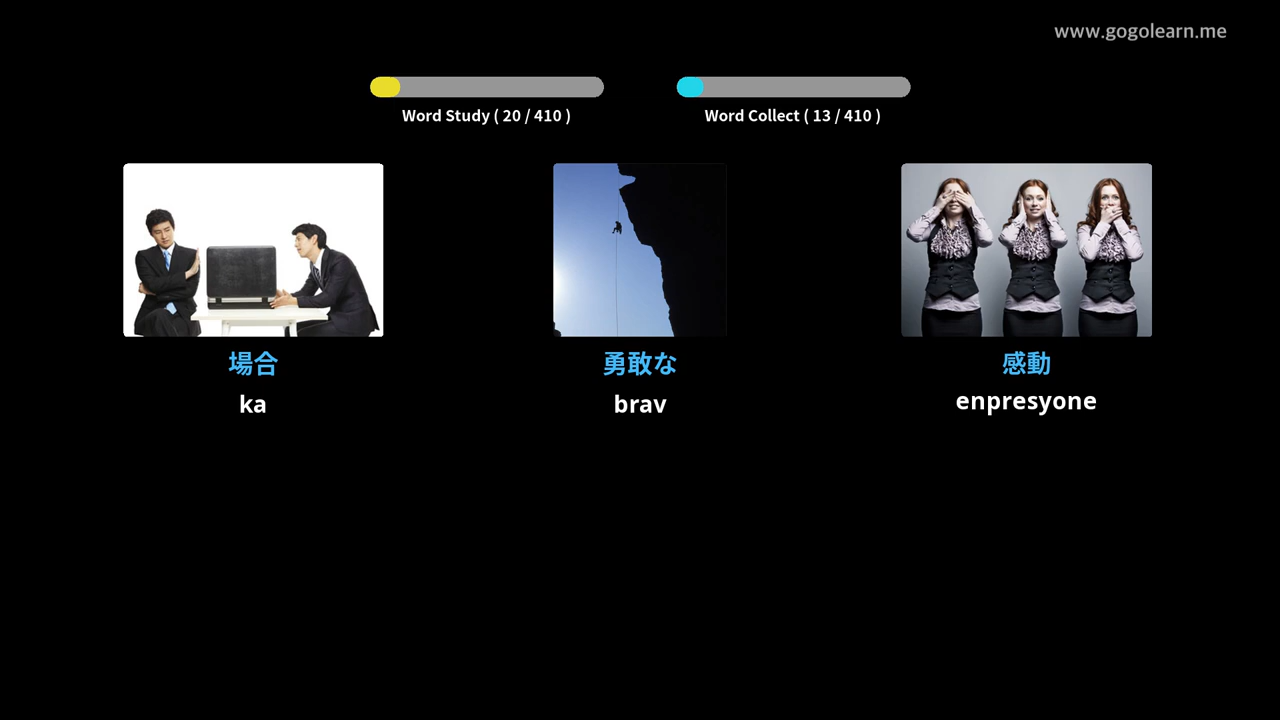 www.gogolearn.me
Word Study ( 20 / 410 )
Word Collect ( 13 / 410 )
場合
ka
勇敢な
brav
感動
enpresyone